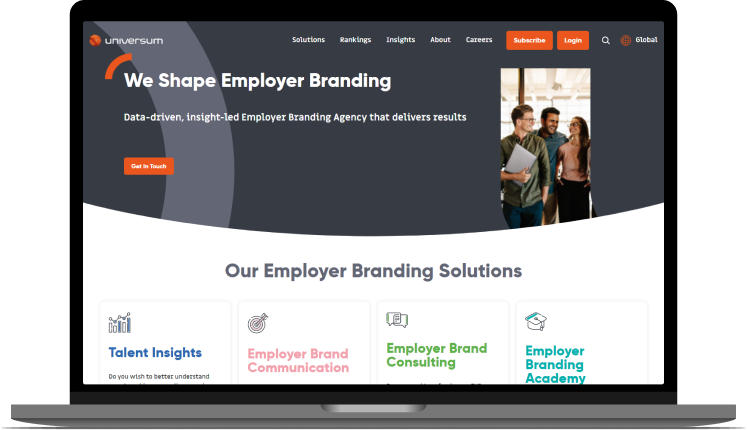 universum
Solutions Rankings Insights About Careers Subscribe Login Global
We Shape Employer Branding
Data-driven, insight-led Employer Branding Agency that delivers results
Get In Touch
Our Employer Branding Solutions
Talent Insights
Do you wish to better understand
Employer Brand
Communication
Employer Brand
Consulting
Employer
Branding
Academy